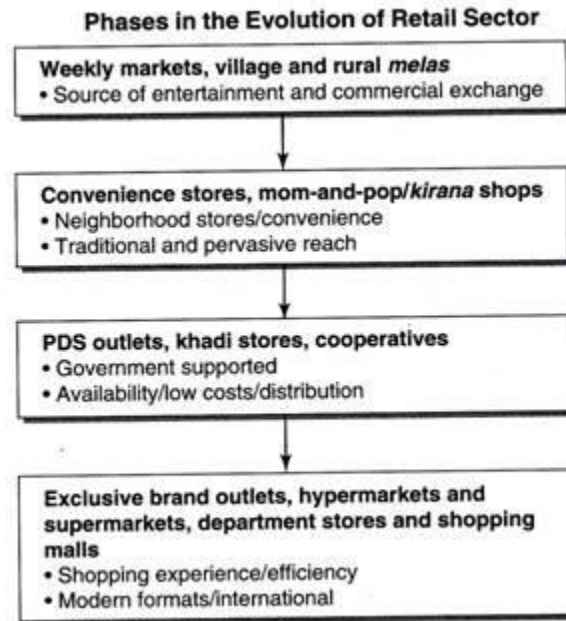 Phases in the Evolution of Retail Sector
Weekly markets, village and rural melas
• Source of entertainment and commercial exchange
Convenience stores, mom-and-pop/kirana shops
• Neighborhood stores/convenience
• Traditional and pervasive reach
PDS outlets, khadi stores, cooperatives
• Government supported
• Availability/low costs/distribution
Exclusive brand outlets, hypermarkets and
supermarkets, department stores and shopping
malls
• Shopping experience/efficiency
• Modern formats/international